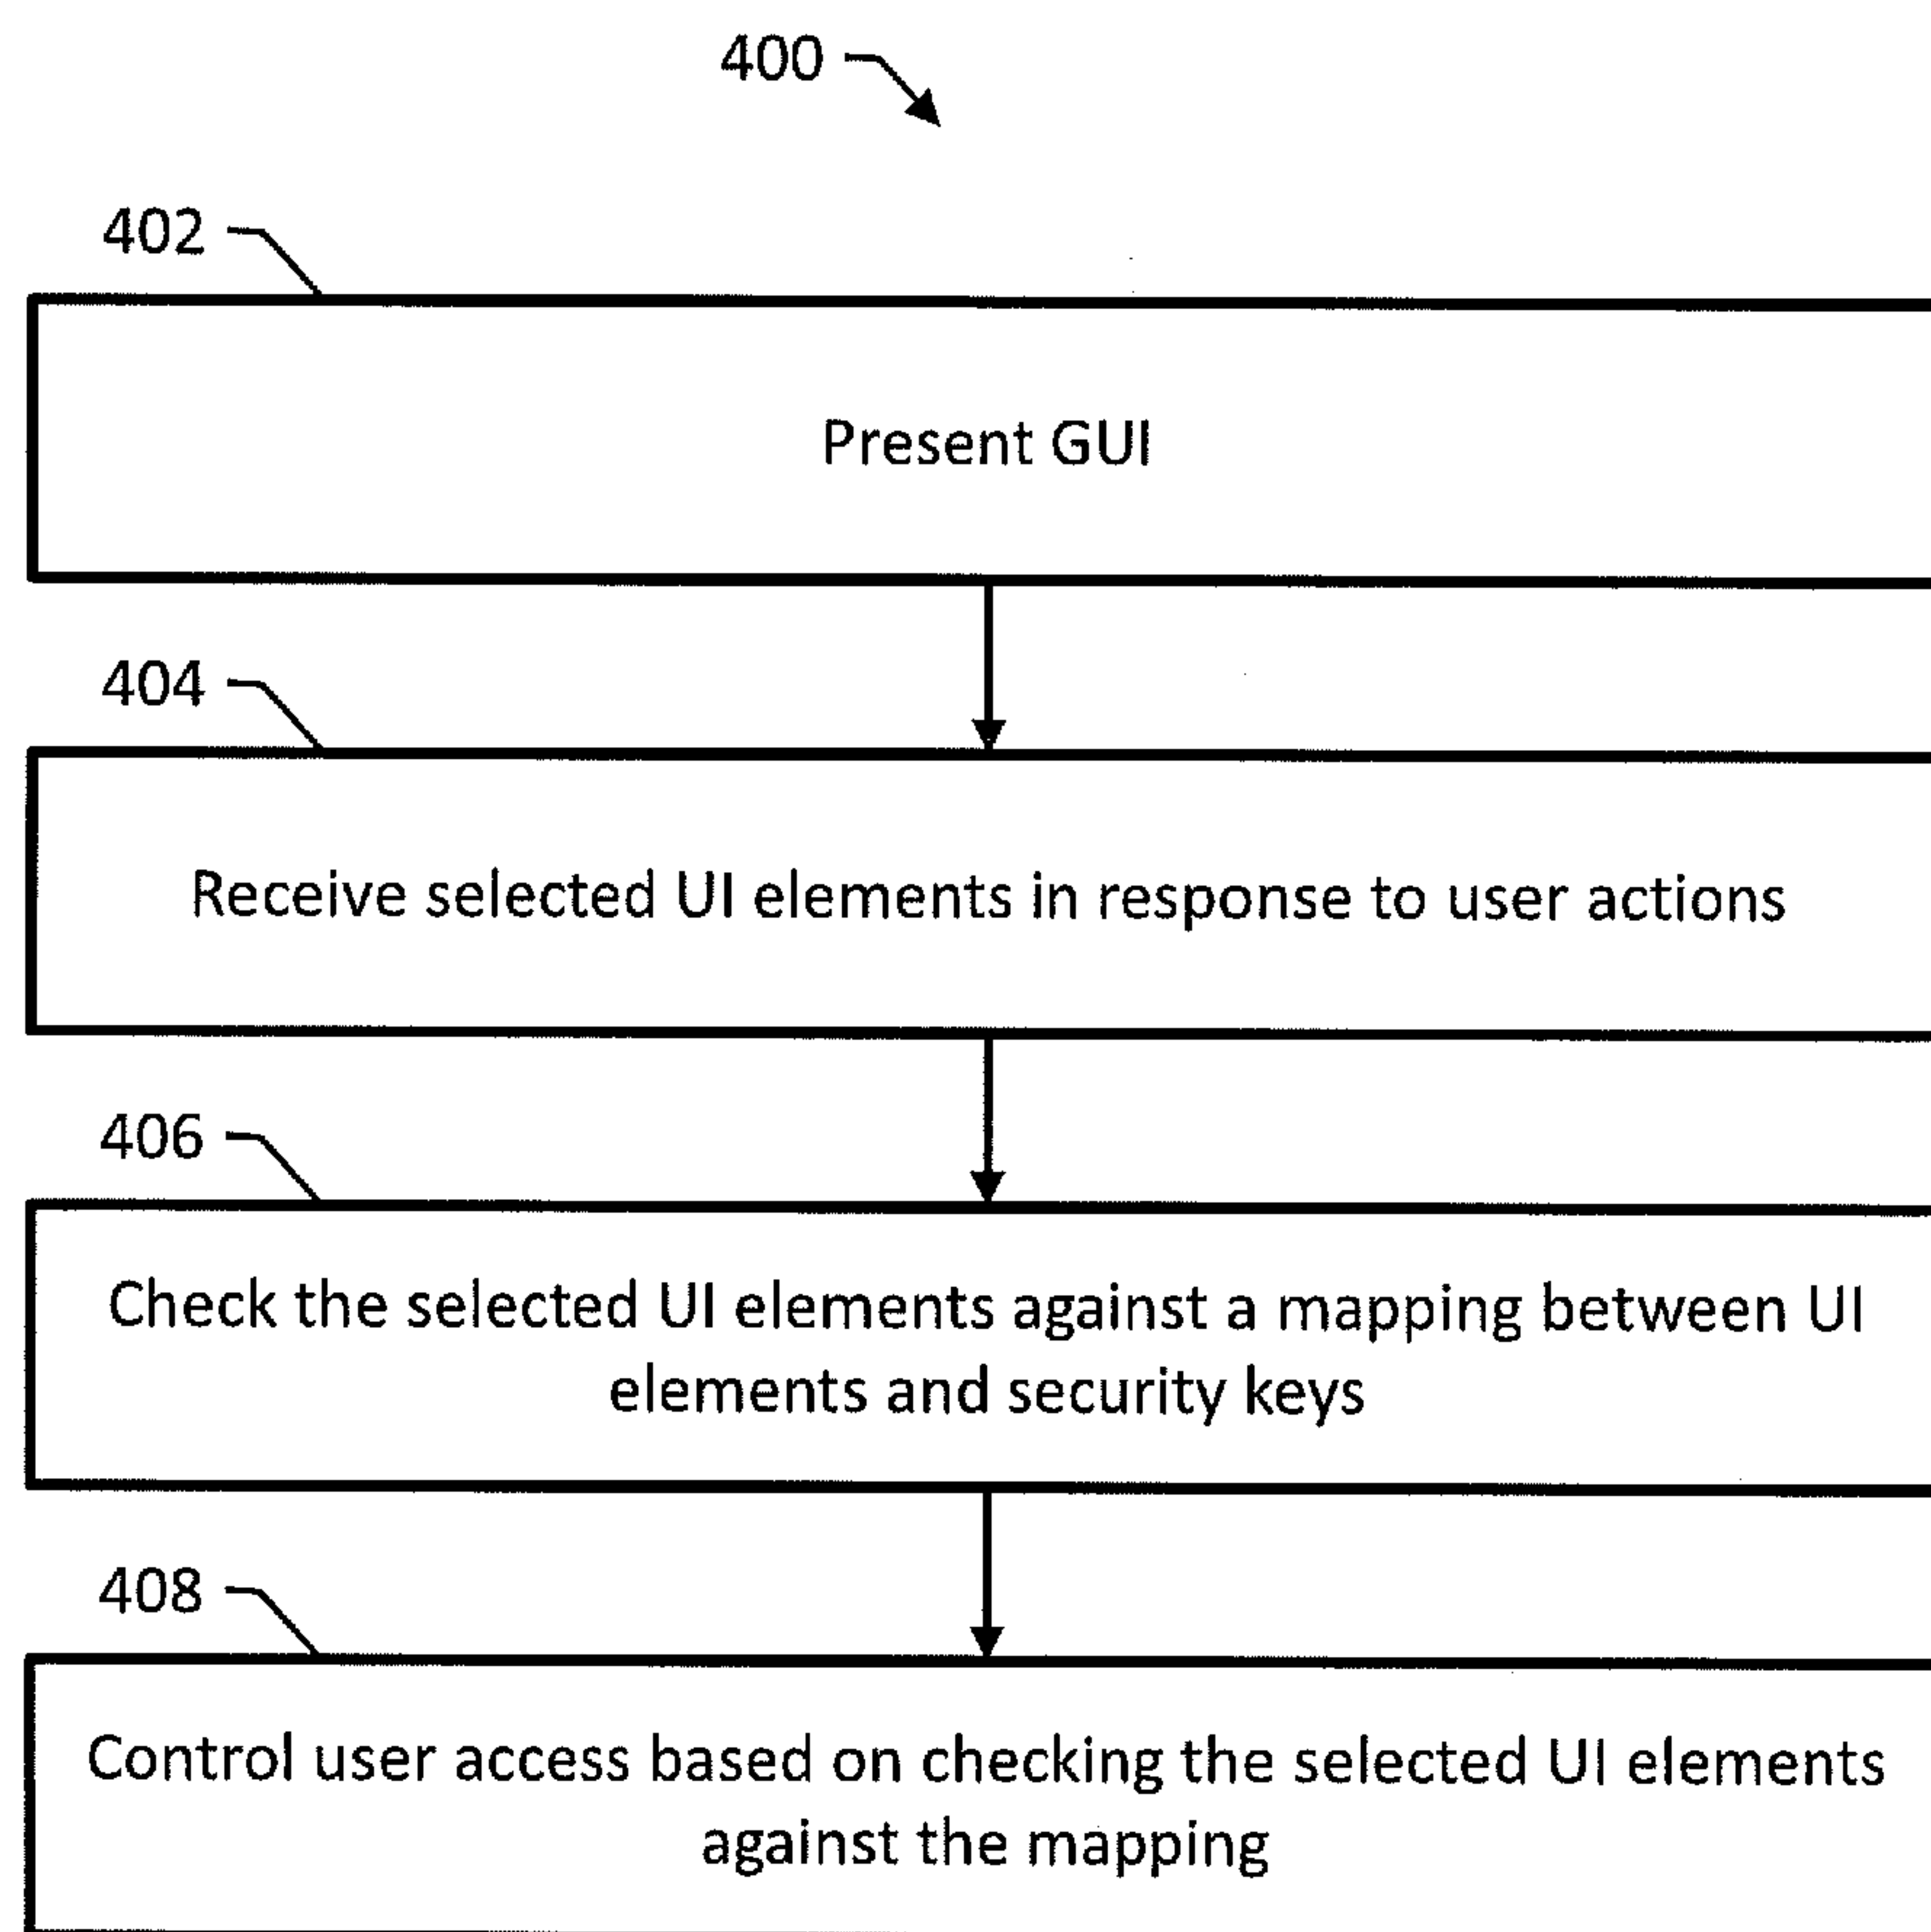 400
402
Present GUI
404
Receive selected UI elements in response to user actions
406
Check the selected UI elements against a mapping between UI
elements and security keys
408
Control user access based on checking the selected UI elements
against the mapping